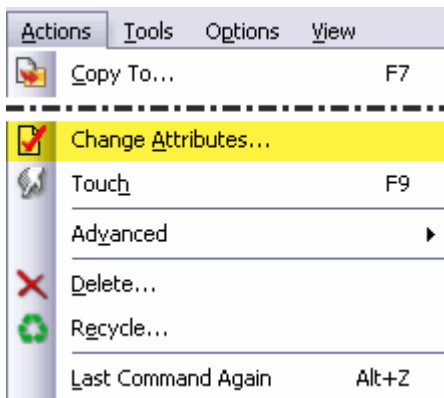 Actions Tools Options View
Copy To... F7
Change Attributes...
Touch F9
Advanced
Delete...
Recycle...
Last Command Again Alt+Z